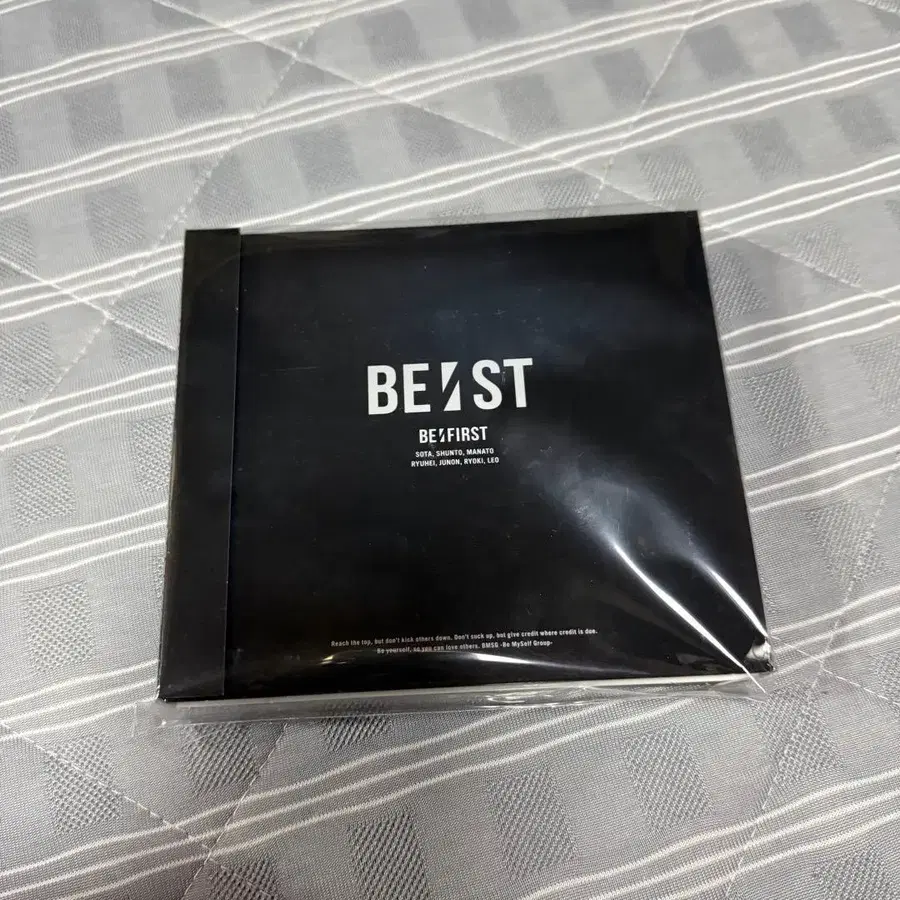 BE:ST
BE:FIRST
SOTA, SHUNTO, MANATO
RYUHEI, JUNON, RYOKI, LEO
Reach the top, But don't kick others down. Don't suck up, but give credit where credit is due.
Be yourself, so you can love others. BMSG -Be MySelf Group-